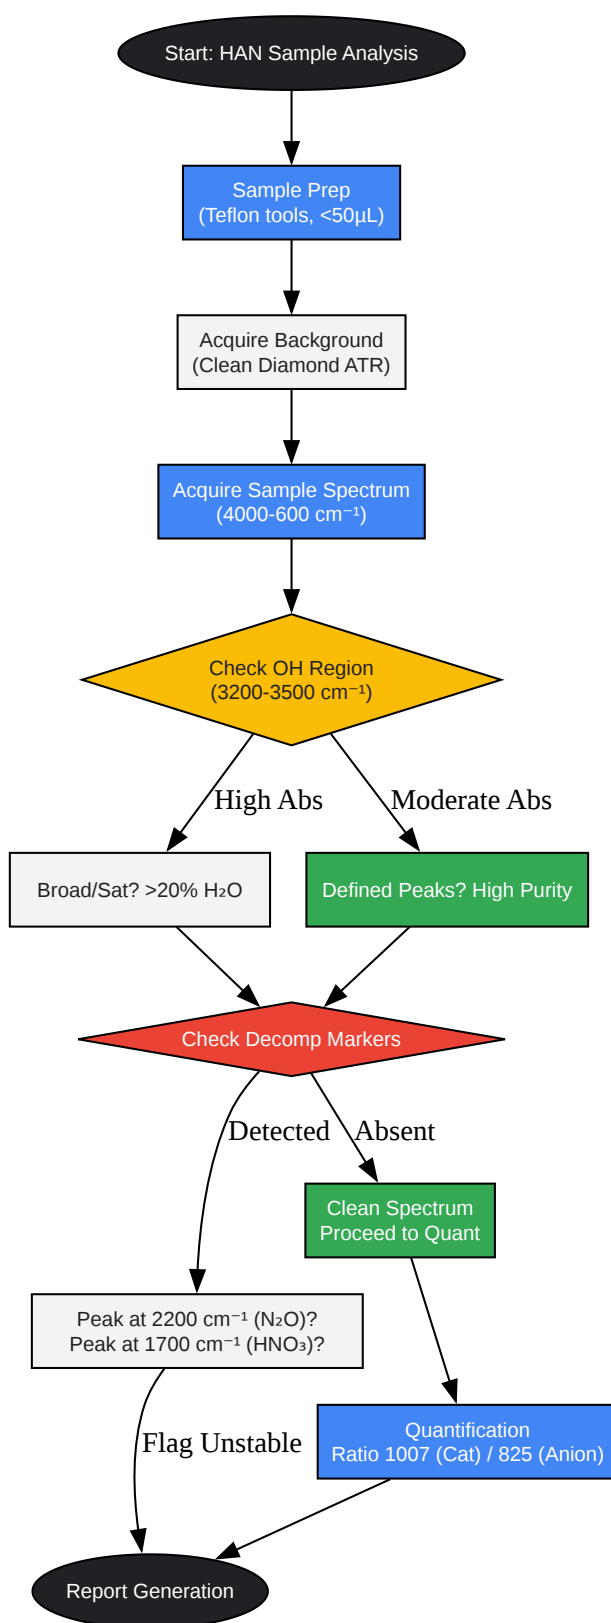 Start: HAN Sample Analysis
Sample Prep
(Teflon tools, <50µL)
Acquire Background
(Clean Diamond ATR)
Acquire Sample Spectrum
(4000-600 cm⁻¹)
Check OH Region
(3200-3500 cm⁻¹)
High Abs
Moderate Abs
Broad/Sat? >20% H₂O
Defined Peaks? High Purity
Check Decomp Markers
Detected
Absent
Clean Spectrum
Proceed to Quant
Peak at 2200 cm⁻¹ (N₂O)?
Peak at 1700 cm⁻¹ (HNO₃)?
Quantification
Ratio 1007 (Cat) / 825 (Anion)
Flag Unstable
Report Generation